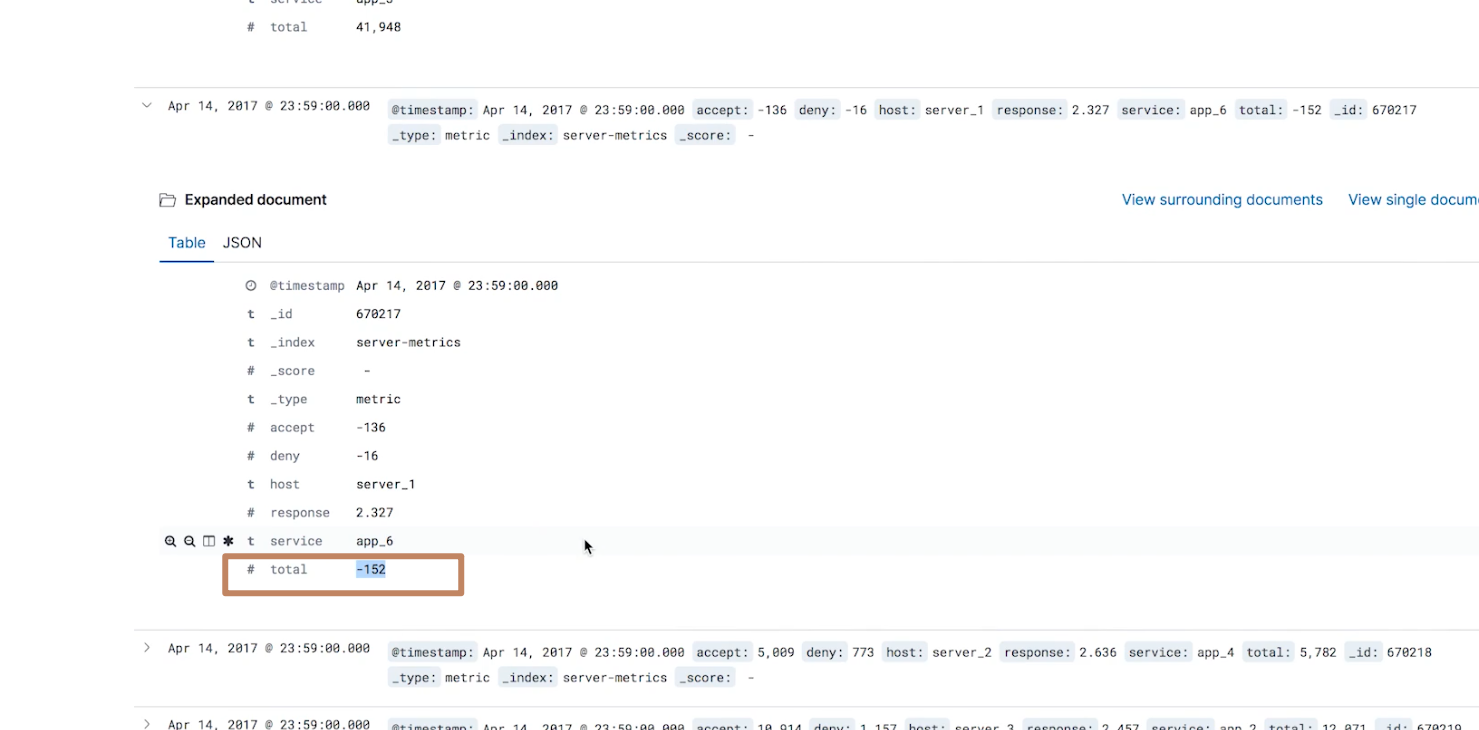 # total 41,948
Apr 14, 2017 @ 23:59:00.000 @timestamp: Apr 14, 2017 @ 23:59:00.000 accept: -136 deny: -16 host: server_1 response: 2.327 service: app_6 total: -152 _id: 670217
_type: metric _index: server-metrics _score: -
Expanded document View surrounding documents View single docum
Table JSON
@timestamp Apr 14, 2017 @ 23:59:00.000
t _id 670217
t _index server-metrics
# _score -
t _type metric
# accept -136
# deny -16
t host server_1
# response 2.327
t service app_6
# total -152
Apr 14, 2017 @ 23:59:00.000 @timestamp: Apr 14, 2017 @ 23:59:00.000 accept: 5,009 deny: 773 host: server_2 response: 2.636 service: app_4 total: 5,782 _id: 670218
_type: metric _index: server-metrics _score: -
Apr 14, 2017 @ 23:59:00.000 @timestamp: Apr 14, 2017 @ 23:59:00.000 accept: 10,914 deny: 1,157 host: server_3 response: 2.457 service: app_2 total: 12,071 _id: 670219